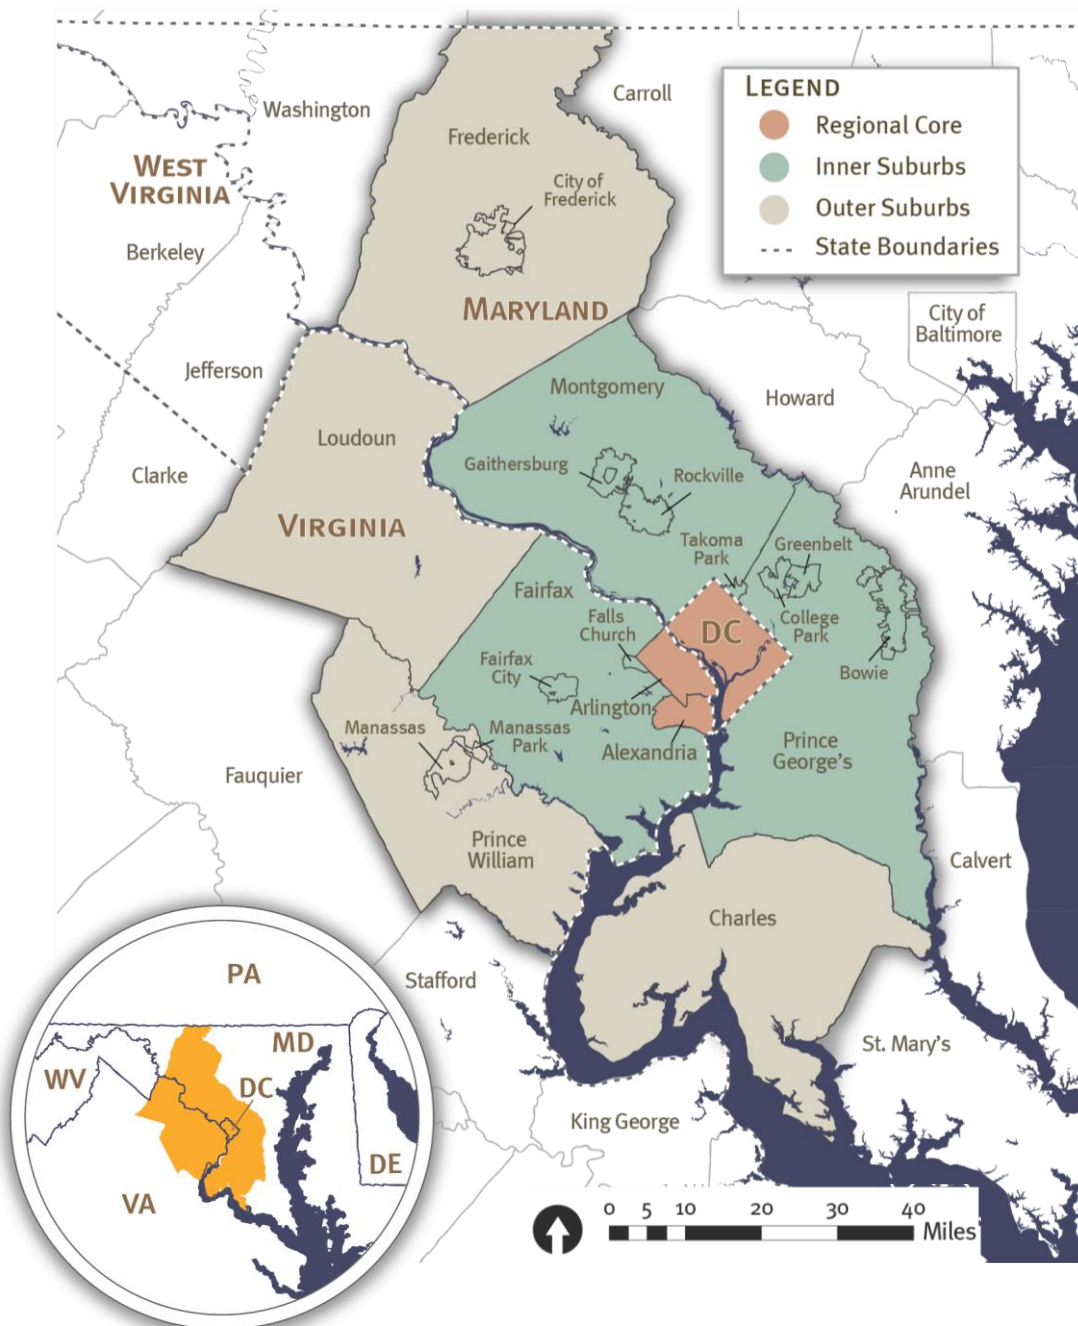 Washington
Carroll
LEGEND
Regional Core
Inner Suburbs
Outer Suburbs
State Boundaries
Frederick
WEST
VIRGINIA
City of
Frederick
Berkeley
MARYLAND
City of
Baltimore
Jefferson
Montgomery
Howard
Loudoun
Clarke
Gaithersburg
Rockville
Anne
Arundel
VIRGINIA
Takoma
Park
Greenbelt
Fairfax
Falls
Church
DC
College
Park
Fairfax
City
Bowie
Arlington
Manassas
Manassas
Park
Alexandria
Prince
George's
Fauquier
Prince
William
Calvert
Charles
Stafford
St. Mary's
King George
PA
MD
WV
DC
DE
VA
0 5 10 20 30 40
Miles